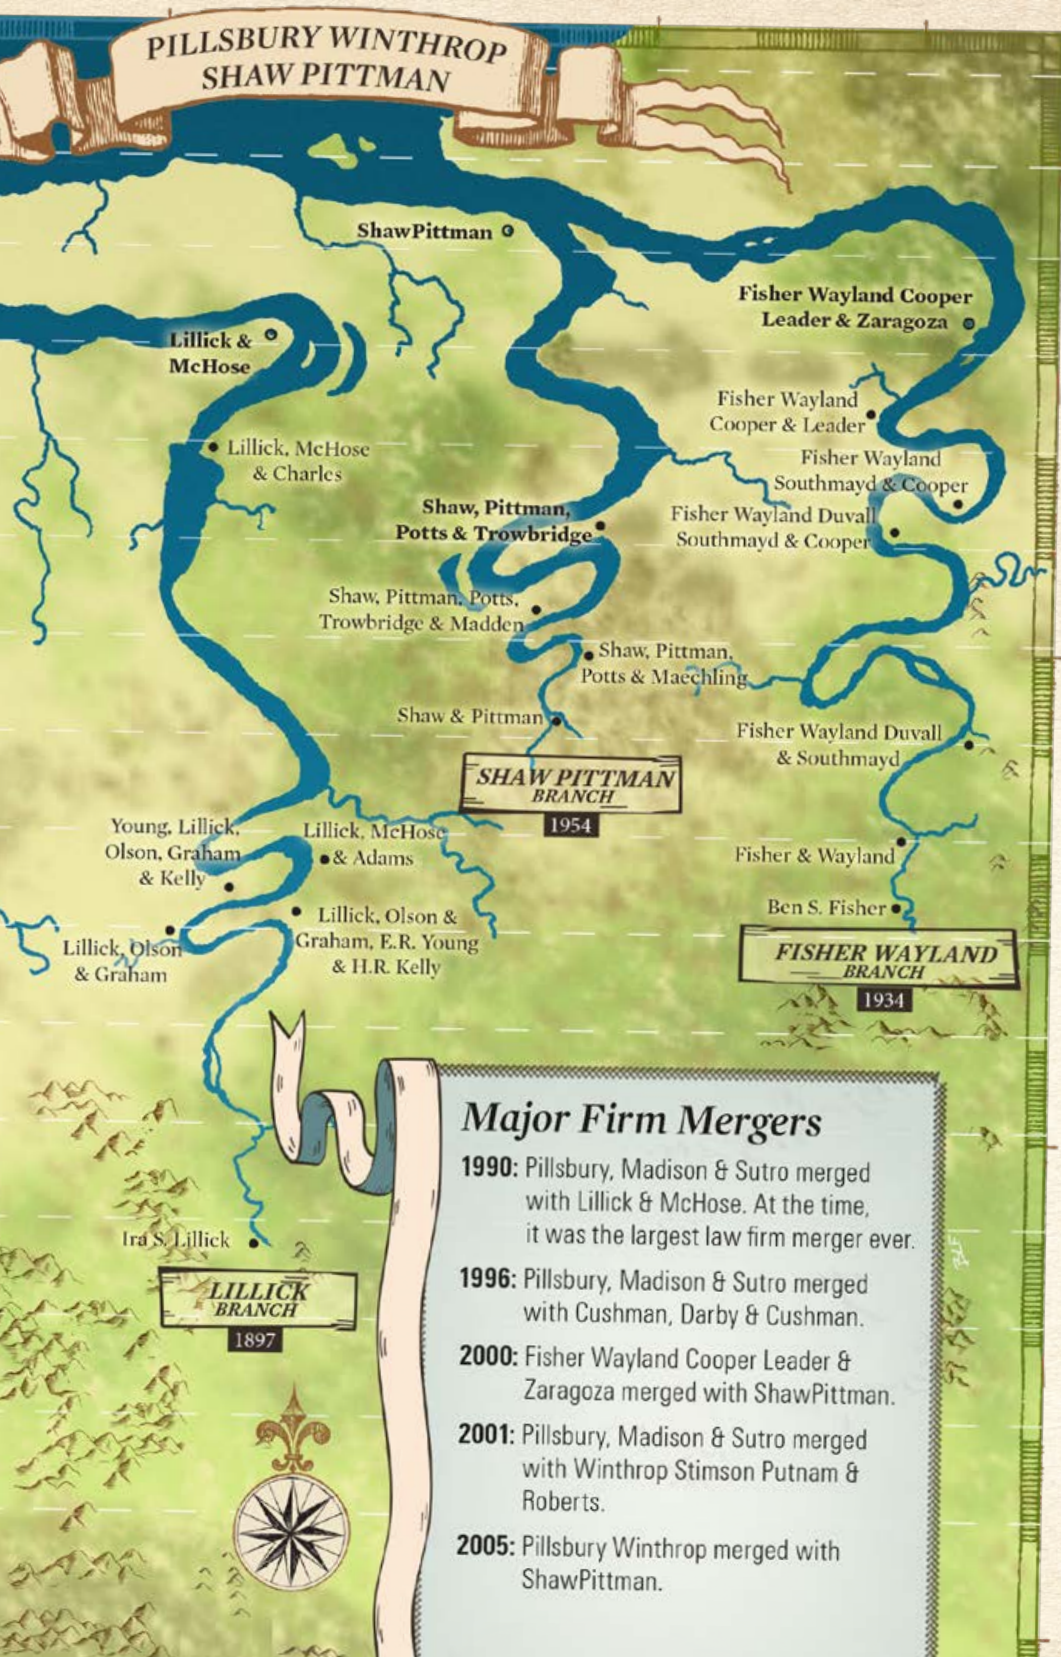 PILLSBURY WINTHROP
SHAW PITTMAN
ShawPittman
Fisher Wayland Cooper
Leader & Zaragoza
Lillick &
McHose
Fisher Wayland
Cooper & Leader
Lillick, McHose
& Charles
Fisher Wayland
Southmayd & Cooper
Shaw, Pittman,
Potts & Trowbridge
Fisher Wayland Duvall
Southmayd & Cooper
Shaw, Pittman, Potts,
Trowbridge & Madden
Shaw, Pittman,
Potts & Maechling
Shaw & Pittman
Fisher Wayland Duvall
& Southmayd
SHAW PITTMAN
BRANCH
1954
Young, Lillick,
Olson, Graham
& Kelly
Lillick, McHose
& Adams
Fisher & Wayland
Ben S. Fisher
Lillick, Olson &
Graham, E.R. Young
& H.R. Kelly
Lillick, Olson
& Graham
FISHER WAYLAND
BRANCH
1934
Ira S. Lillick
LILLICK
BRANCH
1897
Major Firm Mergers
1990: Pillsbury, Madison & Sutro merged
with Lillick & McHose. At the time,
it was the largest law firm merger ever.
1996: Pillsbury, Madison & Sutro merged
with Cushman, Darby & Cushman.
2000: Fisher Wayland Cooper Leader &
Zaragoza merged with ShawPittman.
2001: Pillsbury, Madison & Sutro merged
with Winthrop Stimson Putnam &
Roberts.
2005: Pillsbury Winthrop merged with
ShawPittman.